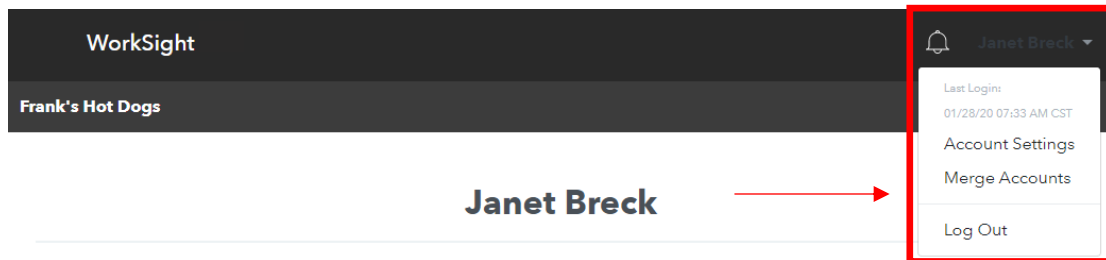 WorkSight
Janet Breck
Frank's Hot Dogs
Last Login:
01/28/20 07:33 AM CST
Account Settings
Merge Accounts
Janet Breck
Log Out